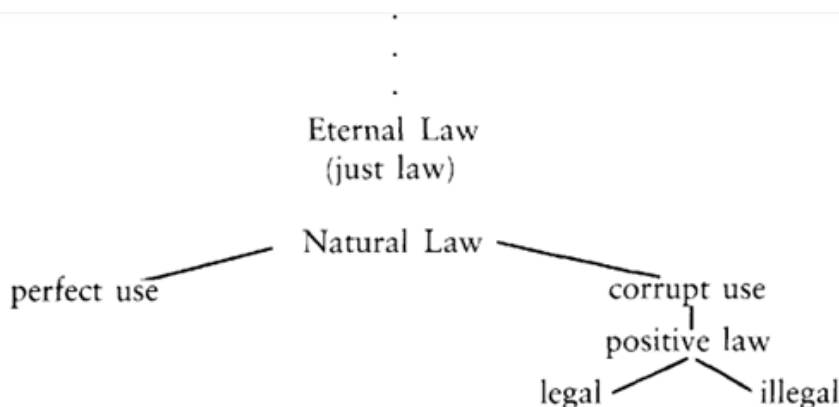 Eternal Law
(just law)
Natural Law
perfect use
corrupt use
positive law
legal
illegal